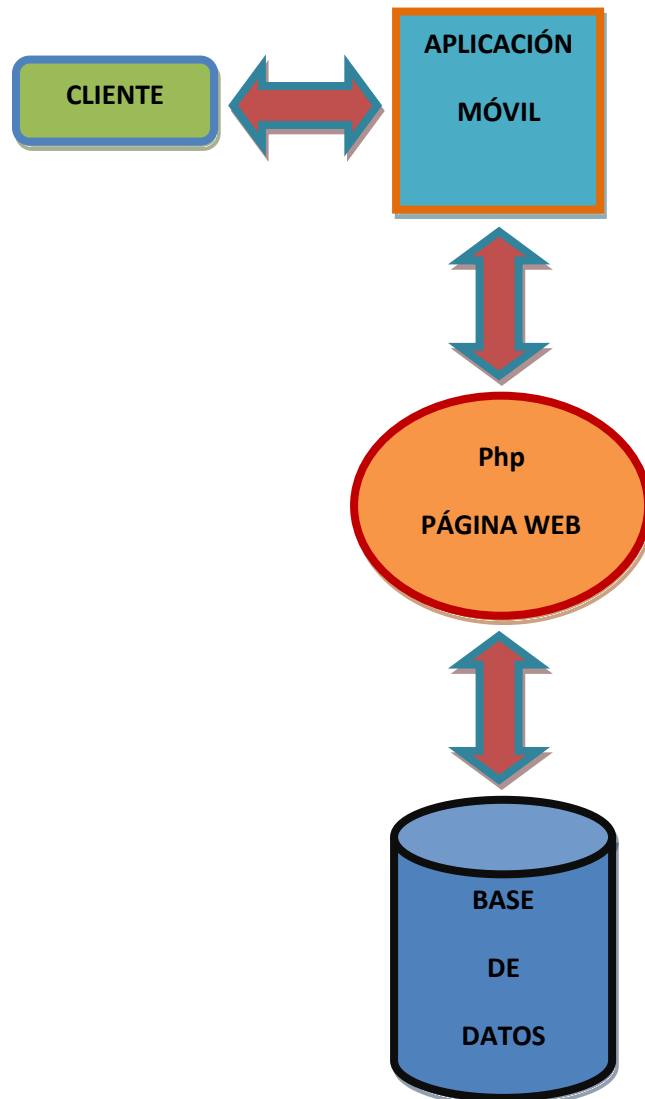 CLIENTE
APLICACIÓN
MÓVIL
Php
PÁGINA WEB
BASE
DE
DATOS